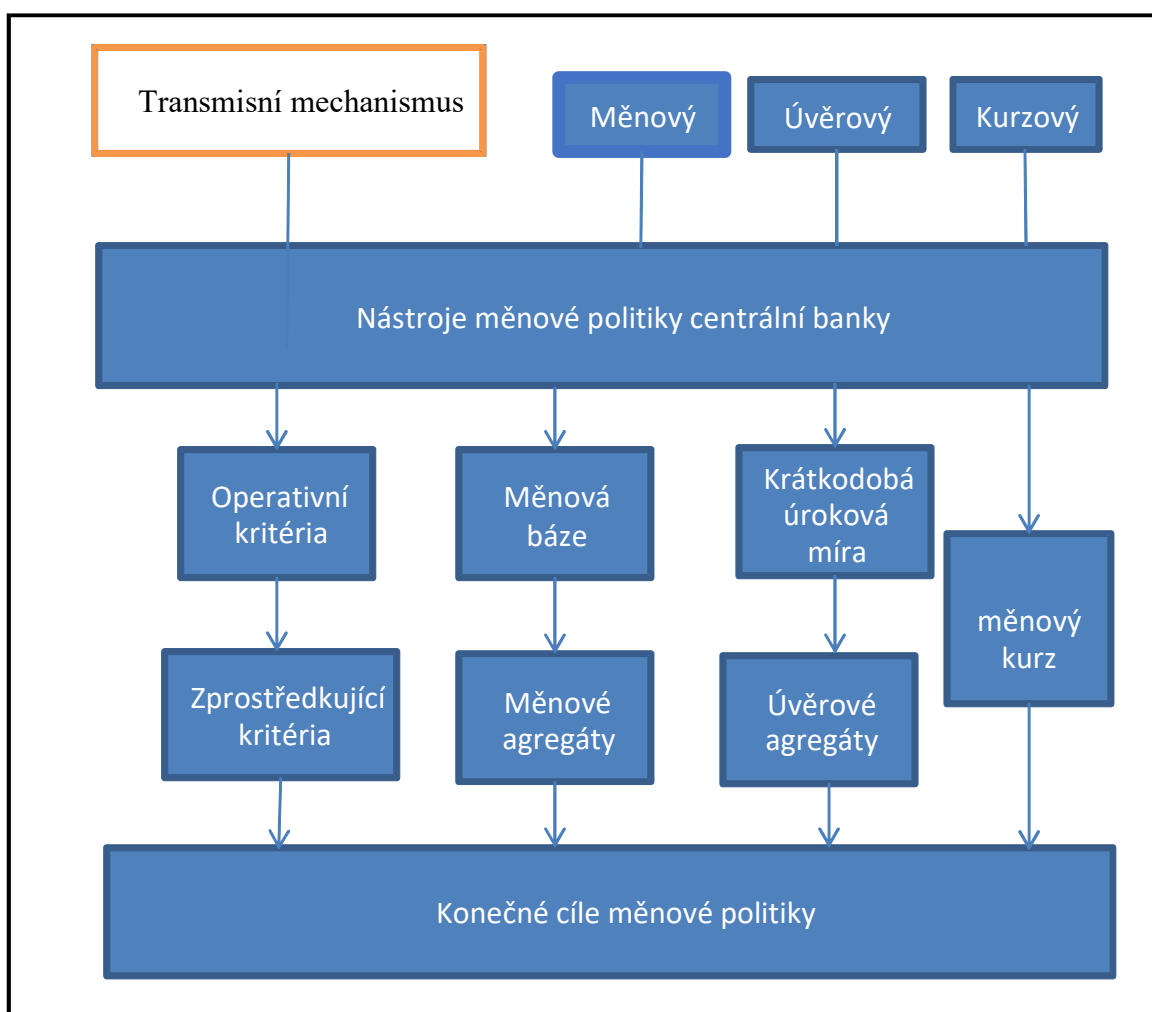 Transmisní mechanismus
Měnový
Úvěrový
Kurzový
Nástroje měnové politiky centrální banky
Operativní
kritéria
Měnová
báze
Krátkodobá
úroková
míra
měnový
kurz
Zprostředkující
kritéria
Měnové
agregáty
Úvěrové
agregáty
Konečné cíle měnové politiky